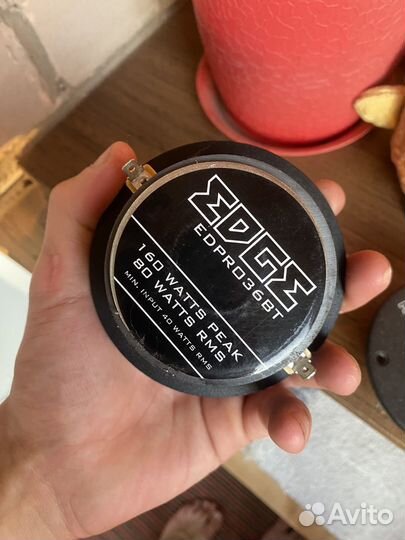 EDGE
EDPRO36BT
160 WATTS PEAK
80 WATTS RMS
MIN. INPUT 40 WATTS RMS
Avito